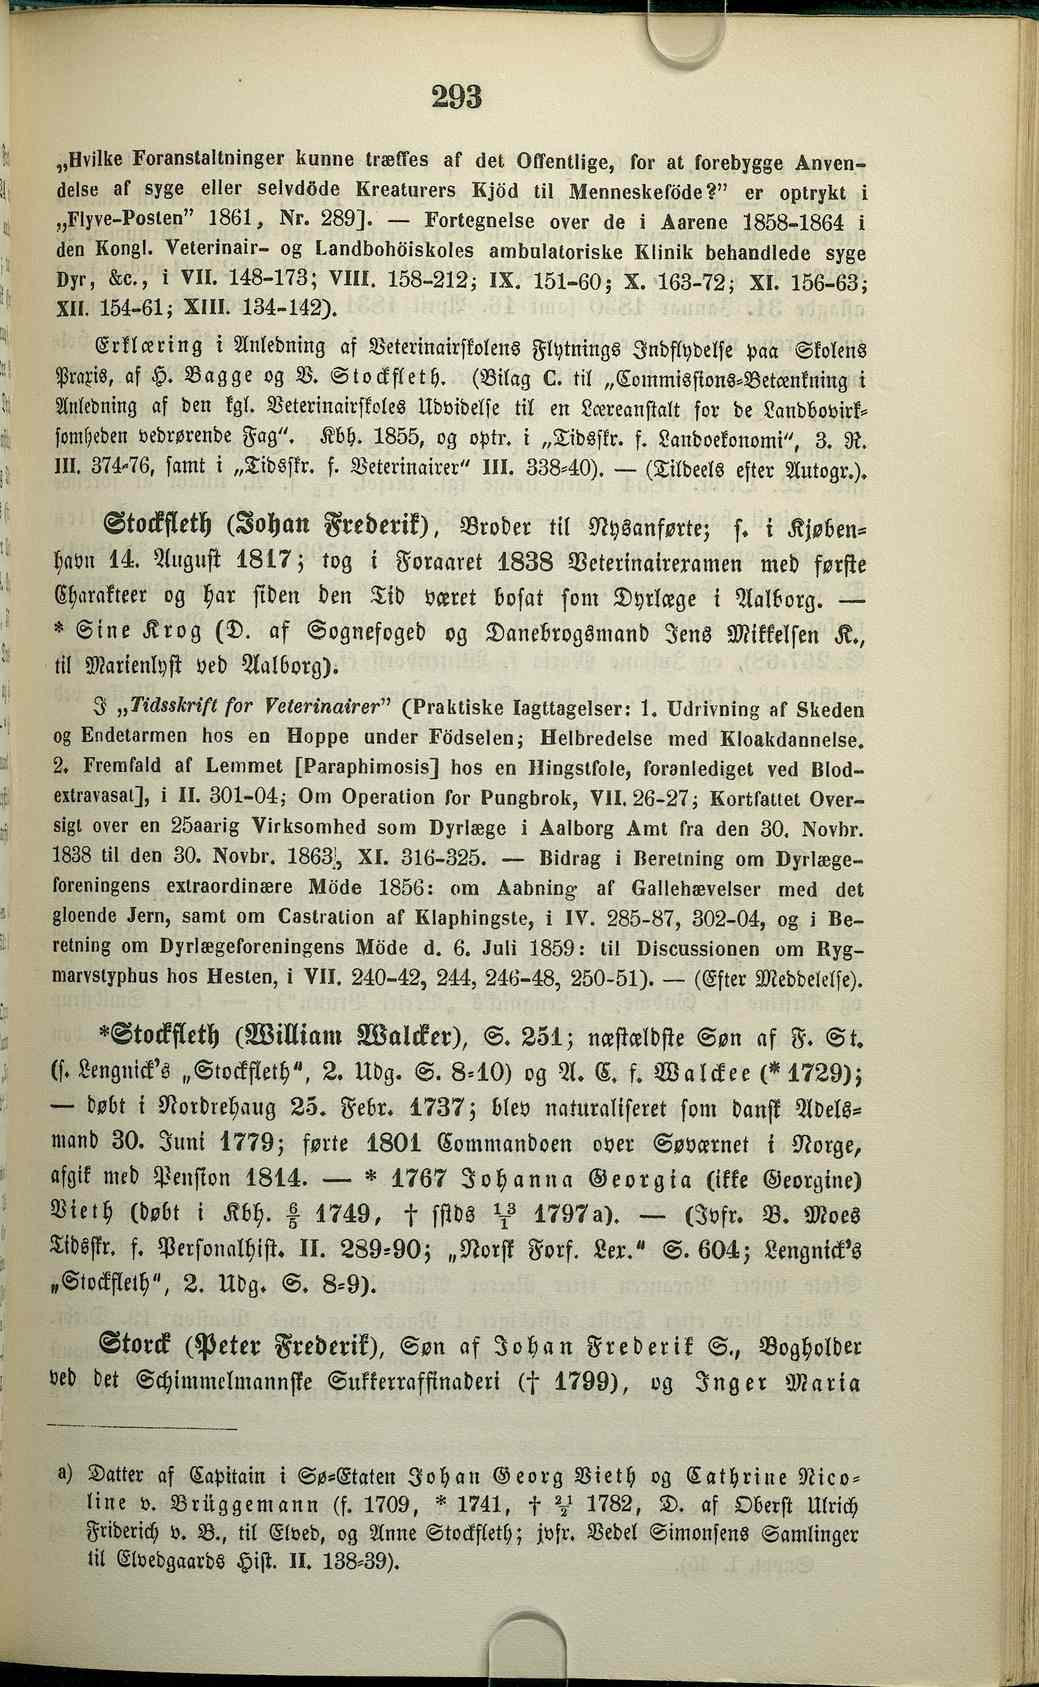 293
„Hvilke Foranstaltninger kunne træffes af det Offentlige, for at forebygge Anven-
delse af syge eller selvdöde Kreaturers Kjöd til Menneskeföde?” er optrykt i
„Flyve-Posten” 1861, Nr. 289]. — Fortegnelse over de i Aarene 1858-1864 i
den Kongl. Veterinair- og Landbohöiskoles ambulatoriske Klinik behandlede syge
Dyr, &c., i VII. 148-173; VIII. 158-212; IX. 151-60; X. 163-72; XI. 156-63;
XII. 154-61; XIII. 134-142).
Erklæring i Anledning af Veterinairskolens Flytnings Indflydelse paa Skolens
Praxis, af H. Bagge og V. Stockfleth. (Bilag C. til „Commissions-Betænkning i
Anledning af den kgl. Veterinairskoles Udvidelse til en Læreanstalt for de Landbovirk-
somheden vedrørende Fag“. Kbh. 1855, og optr. i „Tidsskr. f. Landoekonomi“, 3. R.
III. 374-76, samt i „Tidsskr. f. Veterinairer“ III. 338-40). — (Tildeels efter Autogr.).
Stockfleth (Johan Frederik), Broder til Nysanførte; f. i Kjøben-
havn 14. August 1817; tog i Foraaret 1838 Veterinairexamen med første
Charakteer og har siden den Tid været bosat som Dyrlæge i Aalborg. —
* Sine Krog (D. af Sognefoged og Danebrogsmand Jens Mikkelsen K.,
til Marienlyst ved Aalborg).
I „Tidsskrift for Veterinairer” (Praktiske Iagttagelser: 1. Udrivning af Skeden
og Endetarmen hos en Hoppe under Födselen; Helbredelse med Kloakdannelse.
2. Fremfald af Lemmet [Paraphimosis] hos en Hingstfole, foranlediget ved Blod-
extravasat], i II. 301-04; Om Operation for Pungbrok, VII. 26-27; Kortfattet Over-
sigt over en 25aarig Virksomhed som Dyrlæge i Aalborg Amt fra den 30. Novbr.
1838 til den 30. Novbr. 1863, XI. 316-325. — Bidrag i Beretning om Dyrlæge-
foreningens extraordinære Möde 1856: om Aabning af Gallehævelser med det
gloende Jern, samt om Castration af Klaphingste, i IV. 285-87, 302-04, og i Be-
retning om Dyrlægeforeningens Möde d. 6. Juli 1859: til Discussionen om Ryg-
marvstyphus hos Hesten, i VII. 240-42, 244, 246-48, 250-51). — (Efter Meddelelse).
*Stockfleth (William Walcker), S. 251; næstældste Søn af F. St.
(s. Lengnick's „Stockfleth“, 2. Udg. S. 8-10) og A. C. f. Walckee (* 1729);
— døbt i Nordrehaug 25. Febr. 1737; blev naturaliseret som dansk Adels-
mand 30. Juni 1779; førte 1801 Commandoen over Søværnet i Norge,
afgik med Pension 1814. — * 1767 Johanna Georgia (ikke Georgine)
Vieth (døbt i Kbh. 6/5 1749, † sstds 13/1 1797a). — (Jvfr. B. Moes
Tidsskr. f. Personalhist. II. 289-90; „Norsk Forf. Lex.“ S. 604; Lengnick's
„Stockfleth“, 2. Udg. S. 8-9).
Storck (Peter Frederik), Søn af Johan Frederik S., Bogholder
ved det Schimmelmannske Sukkerraffinaderi († 1799), og Inger Maria
a) Datter af Capitain i Sø-Etaten Johan Georg Vieth og Cathrine Nico-
line v. Brüggemann (f. 1709, * 1741, † 21/2 1782, D. af Oberst Ulrich
Friderich v. B., til Elved, og Anne Stockfleth; jvfr. Vedel Simonsens Samlinger
til Elvedgaards Hist. II. 138-39).